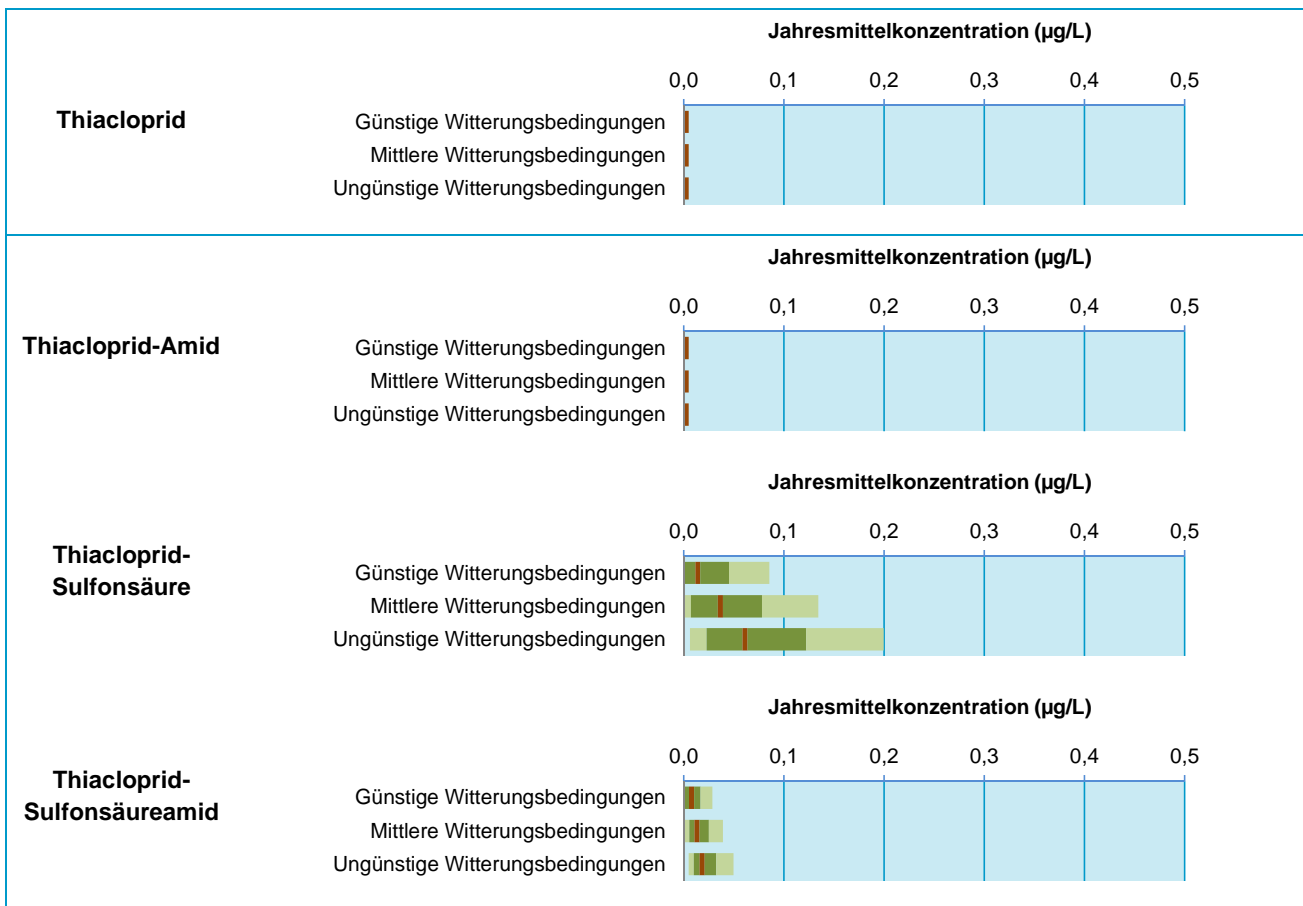 Jahresmittelkonzentration (µg/L)
0,0 0,1 0,2 0,3 0,4 0,5
Thiacloprid
Günstige Witterungsbedingungen
Mittlere Witterungsbedingungen
Ungünstige Witterungsbedingungen
Jahresmittelkonzentration (µg/L)
0,0 0,1 0,2 0,3 0,4 0,5
Thiacloprid-Amid
Günstige Witterungsbedingungen
Mittlere Witterungsbedingungen
Ungünstige Witterungsbedingungen
Jahresmittelkonzentration (µg/L)
0,0 0,1 0,2 0,3 0,4 0,5
Thiacloprid-
Sulfonsäure
Günstige Witterungsbedingungen
Mittlere Witterungsbedingungen
Ungünstige Witterungsbedingungen
Jahresmittelkonzentration (µg/L)
0,0 0,1 0,2 0,3 0,4 0,5
Thiacloprid-
Sulfonsäureamid
Günstige Witterungsbedingungen
Mittlere Witterungsbedingungen
Ungünstige Witterungsbedingungen